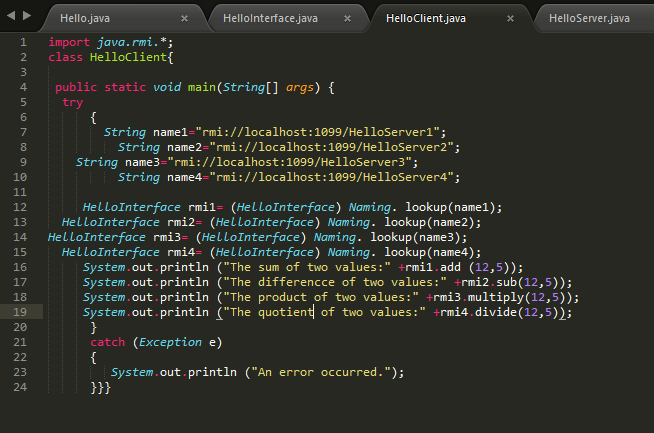 Hello.java × HelloInterface.java × HelloClient.java × HelloServer.java
1 import java.rmi.*;
2 class HelloClient{
3
4 public static void main(String[] args) {
5 try
6 {
7 String name1="rmi://localhost:1099/HelloServer1";
8 String name2="rmi://localhost:1099/HelloServer2";
9 String name3="rmi://localhost:1099/HelloServer3";
10 String name4="rmi://localhost:1099/HelloServer4";
11
12 HelloInterface rmi1= (HelloInterface) Naming. lookup(name1);
13 HelloInterface rmi2= (HelloInterface) Naming. lookup(name2);
14 HelloInterface rmi3= (HelloInterface) Naming. lookup(name3);
15 HelloInterface rmi4= (HelloInterface) Naming. lookup(name4);
16 System.out.println ("The sum of two values:" +rmi1.add (12,5));
17 System.out.println ("The differencce of two values:" +rmi2.sub(12,5));
18 System.out.println ("The product of two values:" +rmi3.multiply(12,5));
19 System.out.println ("The quotient of two values:" +rmi4.divide(12,5));
20 }
21 catch (Exception e)
22 {
23 System.out.println ("An error occurred.");
24 }}}